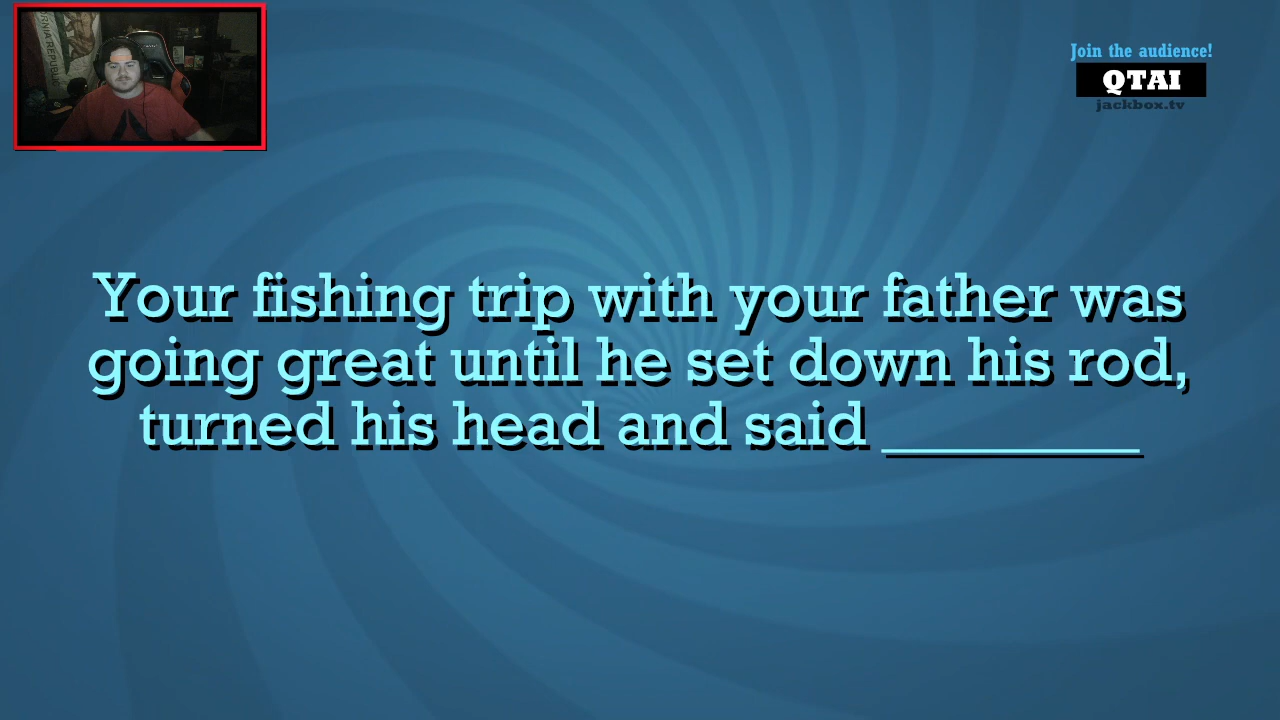 Join the audience!
QTAI
jackbox.tv
Your fishing trip with your father was
going great until he set down his rod,
turned his head and said _________